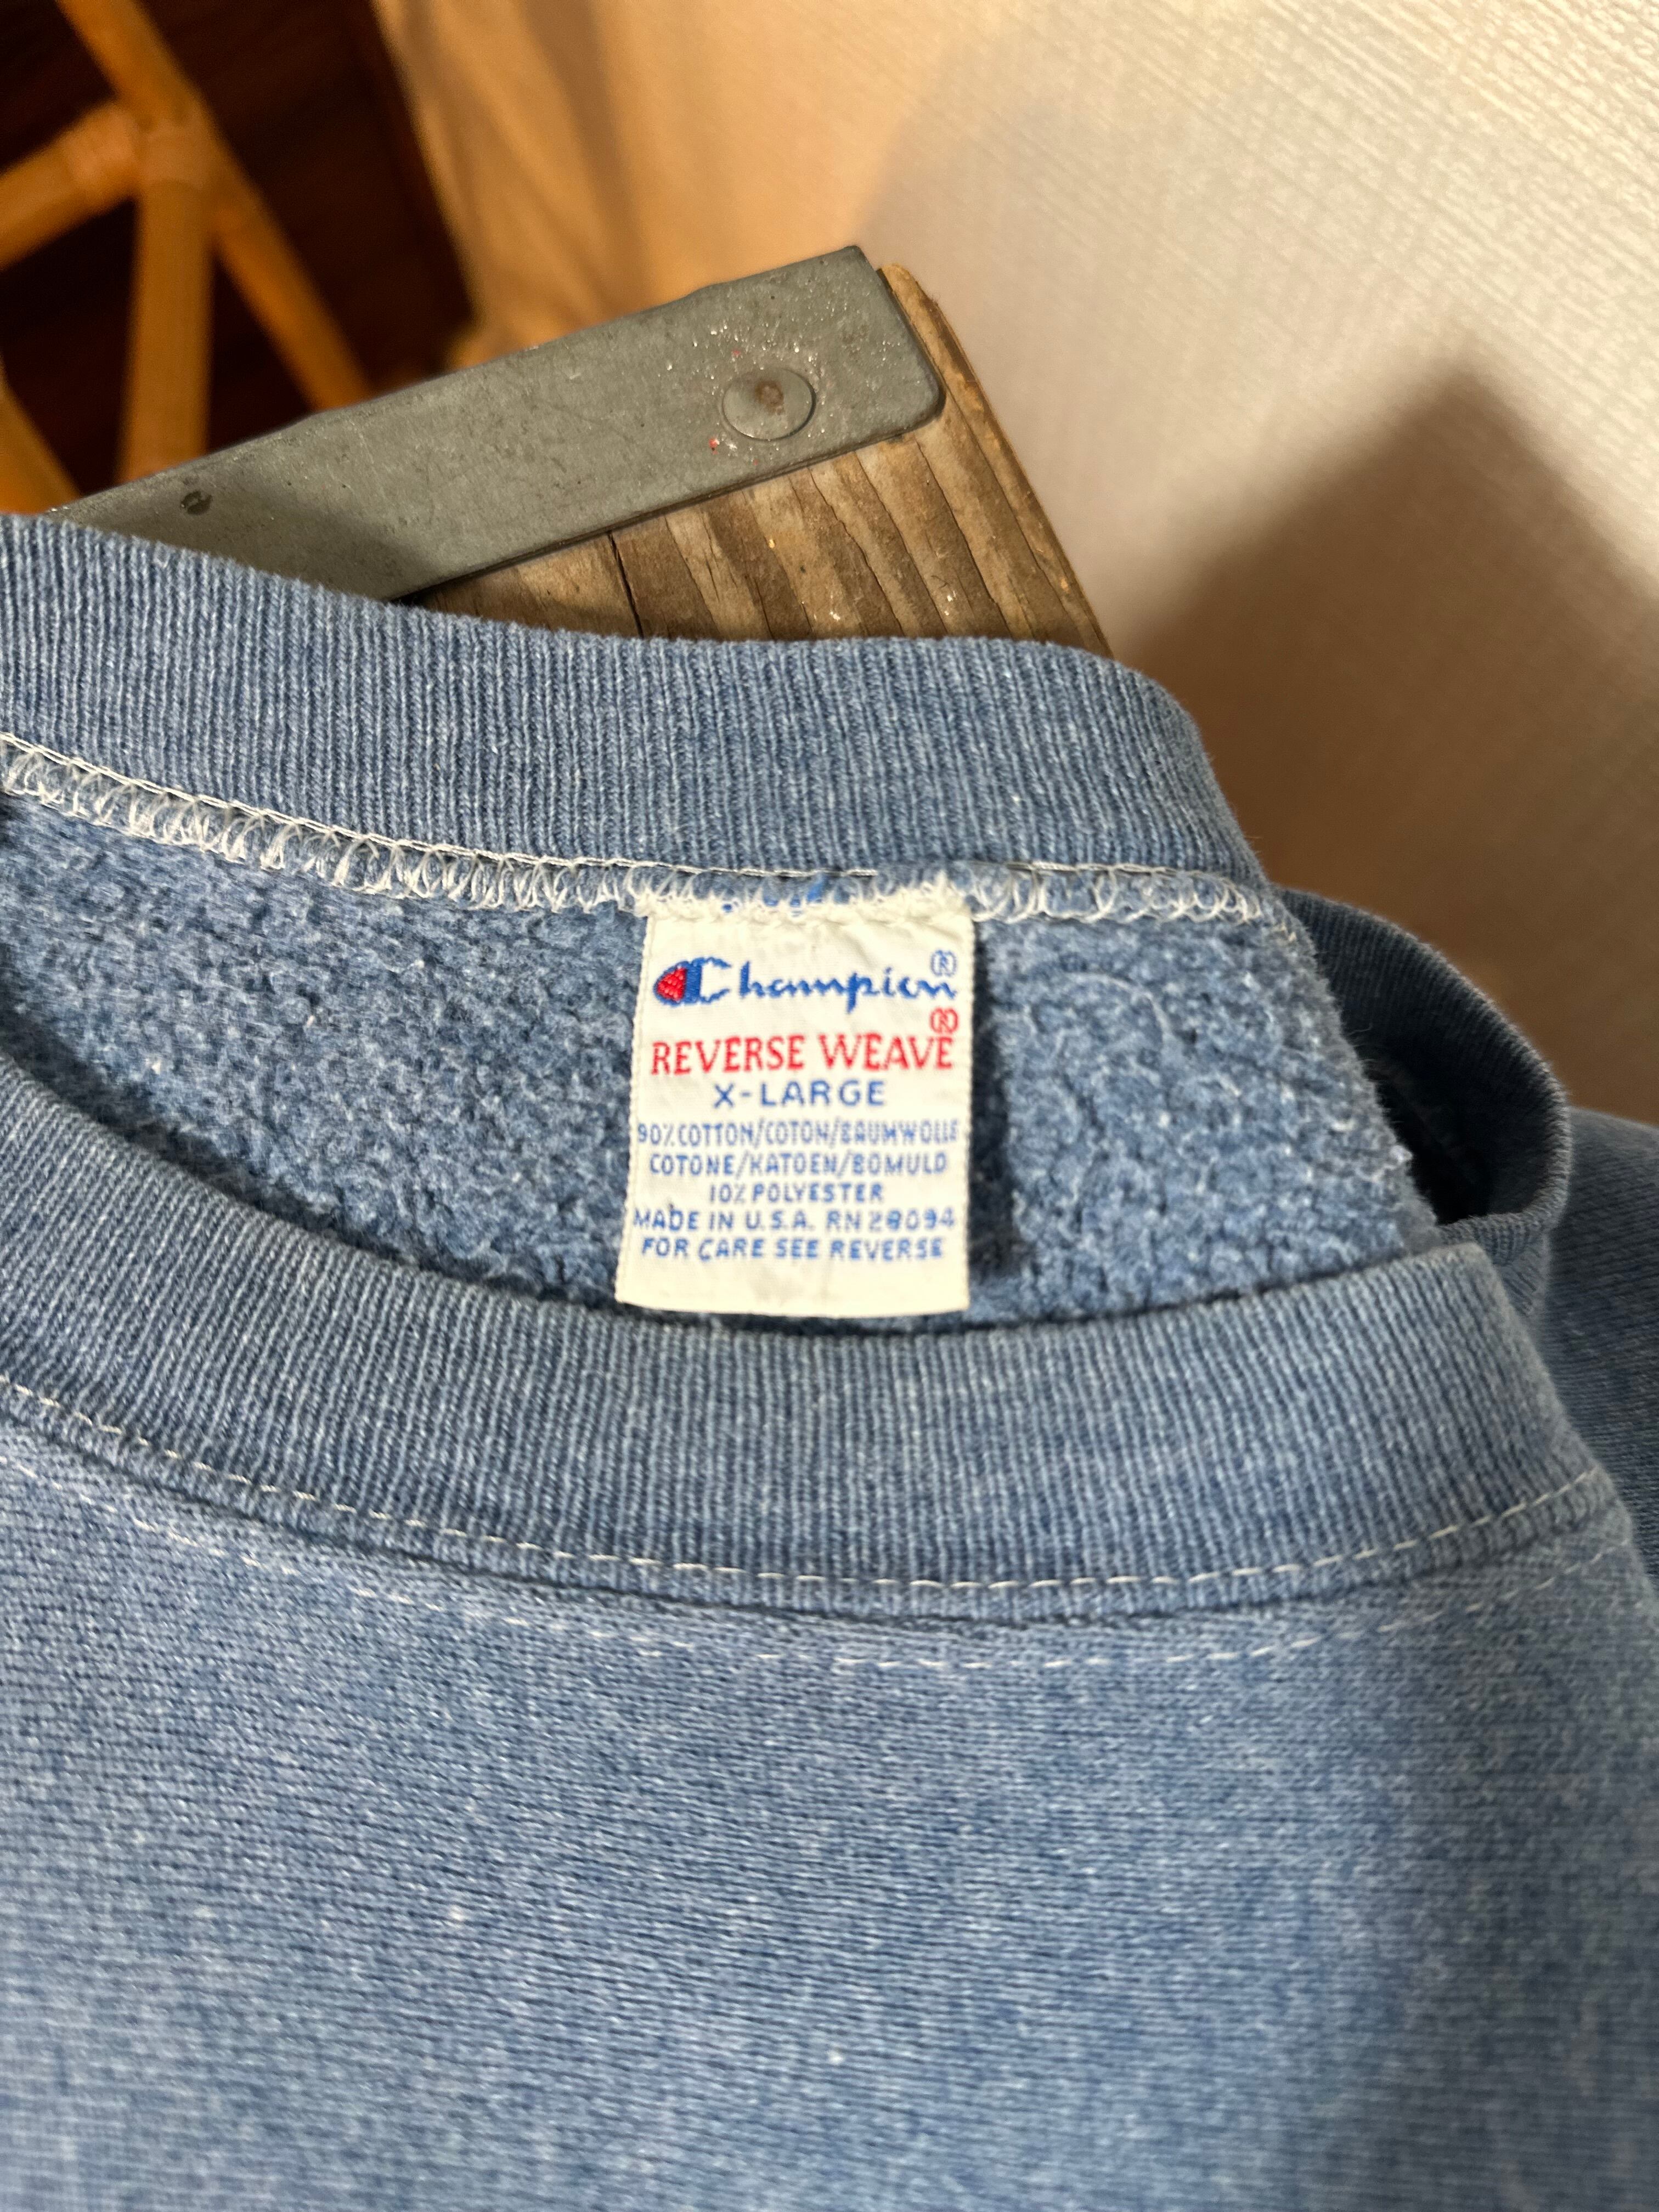 Champion®
REVERSE WEAVE®
X-LARGE
90% COTTON/COTON/BAUMWOLLE
COTONE/KATOEN/BOMULD
10% POLYESTER
MADE IN U.S.A. RN 28094
FOR CARE SEE REVERSE